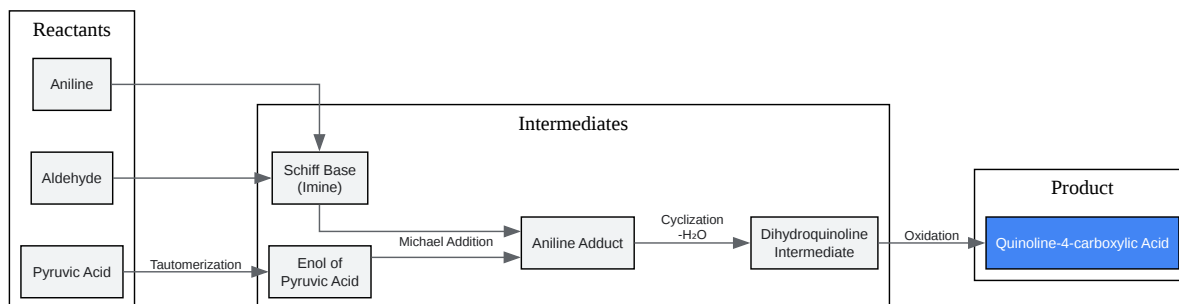 Reactants
Aniline
Intermediates
Schiff Base
(Imine)
Aldehyde
Product
Cyclization
-H₂O
Michael Addition
Aniline Adduct
Dihydroquinoline
Intermediate
Oxidation
Quinoline-4-carboxylic Acid
Pyruvic Acid
Tautomerization
Enol of
Pyruvic Acid